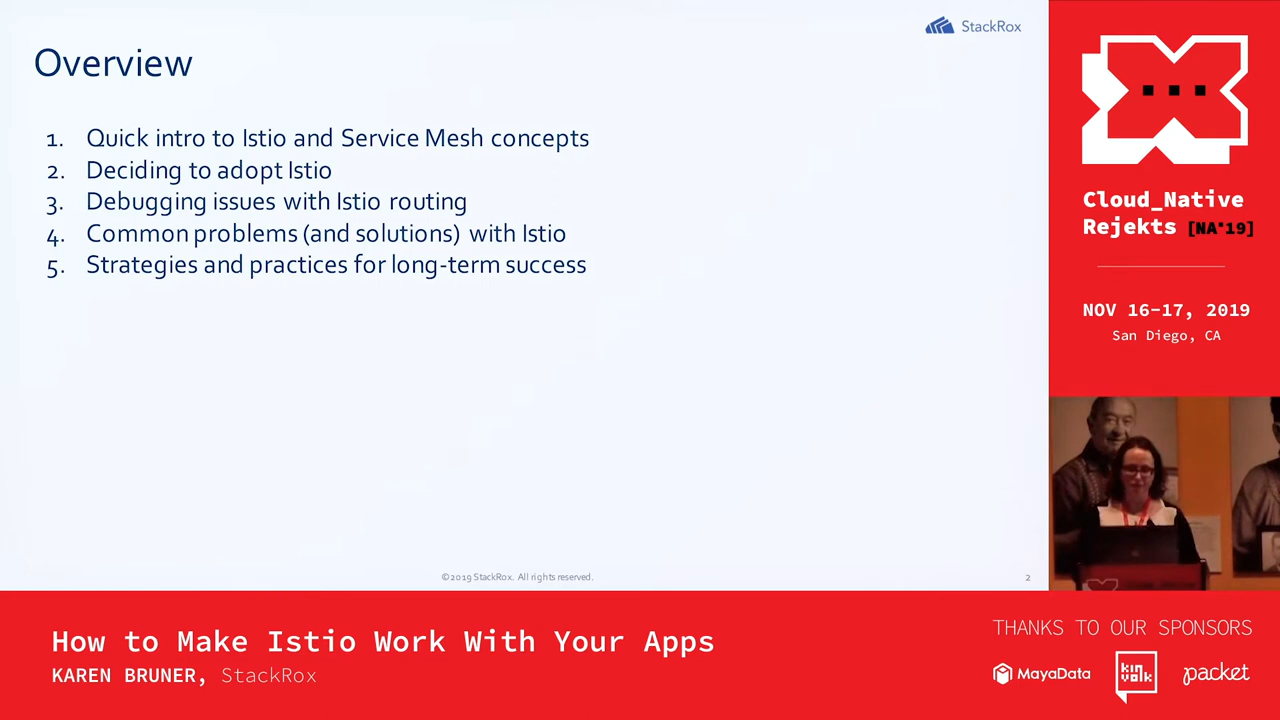 StackRox
Overview
1. Quick intro to Istio and Service Mesh concepts
2. Deciding to adopt Istio
3. Debugging issues with Istio routing
4. Common problems (and solutions) with Istio
5. Strategies and practices for long-term success
©2019 StackRox. All rights reserved.
2
Cloud_Native
Rejekts [NA'19]
NOV 16-17, 2019
San Diego, CA
How to Make Istio Work With Your Apps
KAREN BRUNER, StackRox
THANKS TO OUR SPONSORS
MayaData
kinvolk
packet